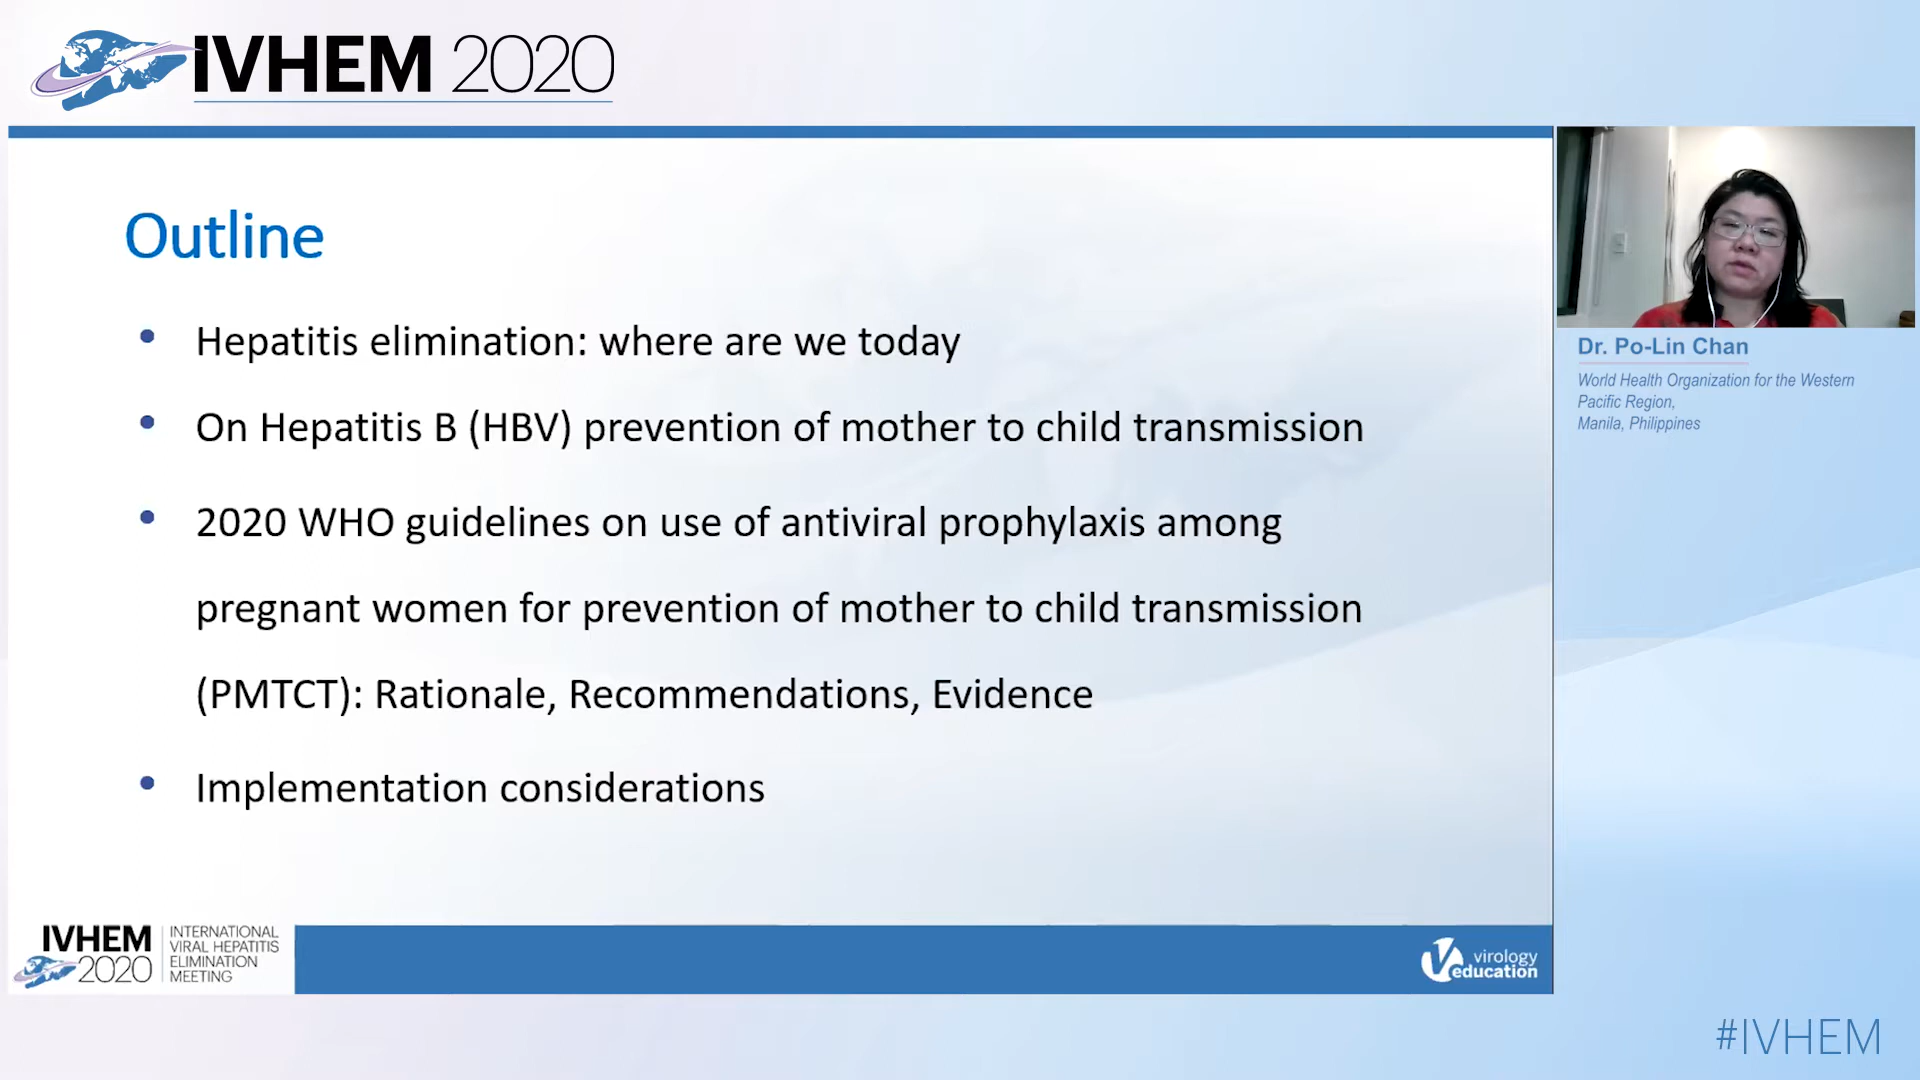 IVHEM 2020
Outline
• Hepatitis elimination: where are we today
• On Hepatitis B (HBV) prevention of mother to child transmission
• 2020 WHO guidelines on use of antiviral prophylaxis among
pregnant women for prevention of mother to child transmission
(PMTCT): Rationale, Recommendations, Evidence
• Implementation considerations
Dr. Po-Lin Chan
World Health Organization for the Western
Pacific Region,
Manila, Philippines
IVHEM
2020
INTERNATIONAL
VIRAL HEPATITIS
ELIMINATION
MEETING
virology
education
#IVHEM